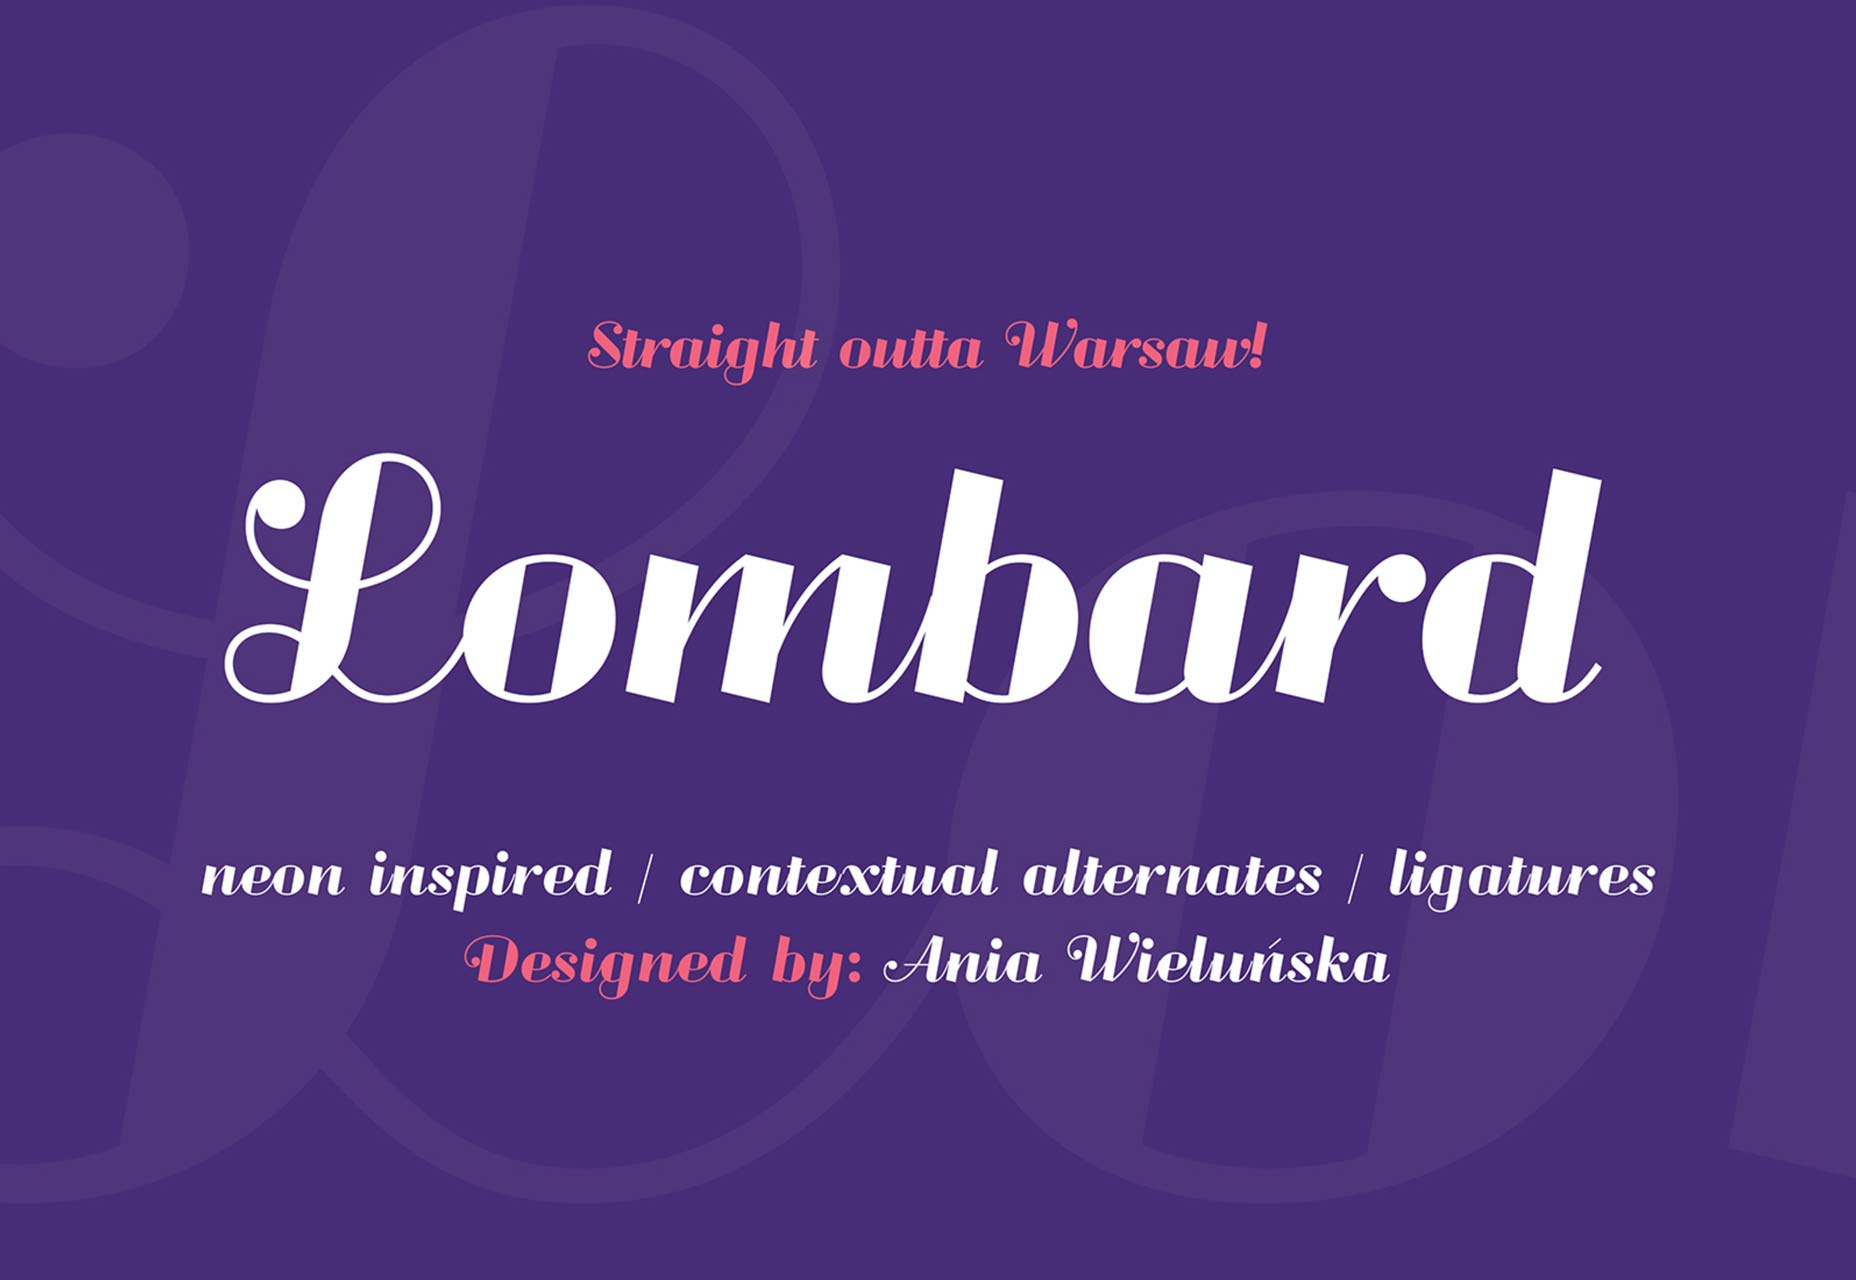 Straight outta Warsaw!
Lombard
neon inspired / contextual alternates / ligatures
Designed by: Ania Wieluńska